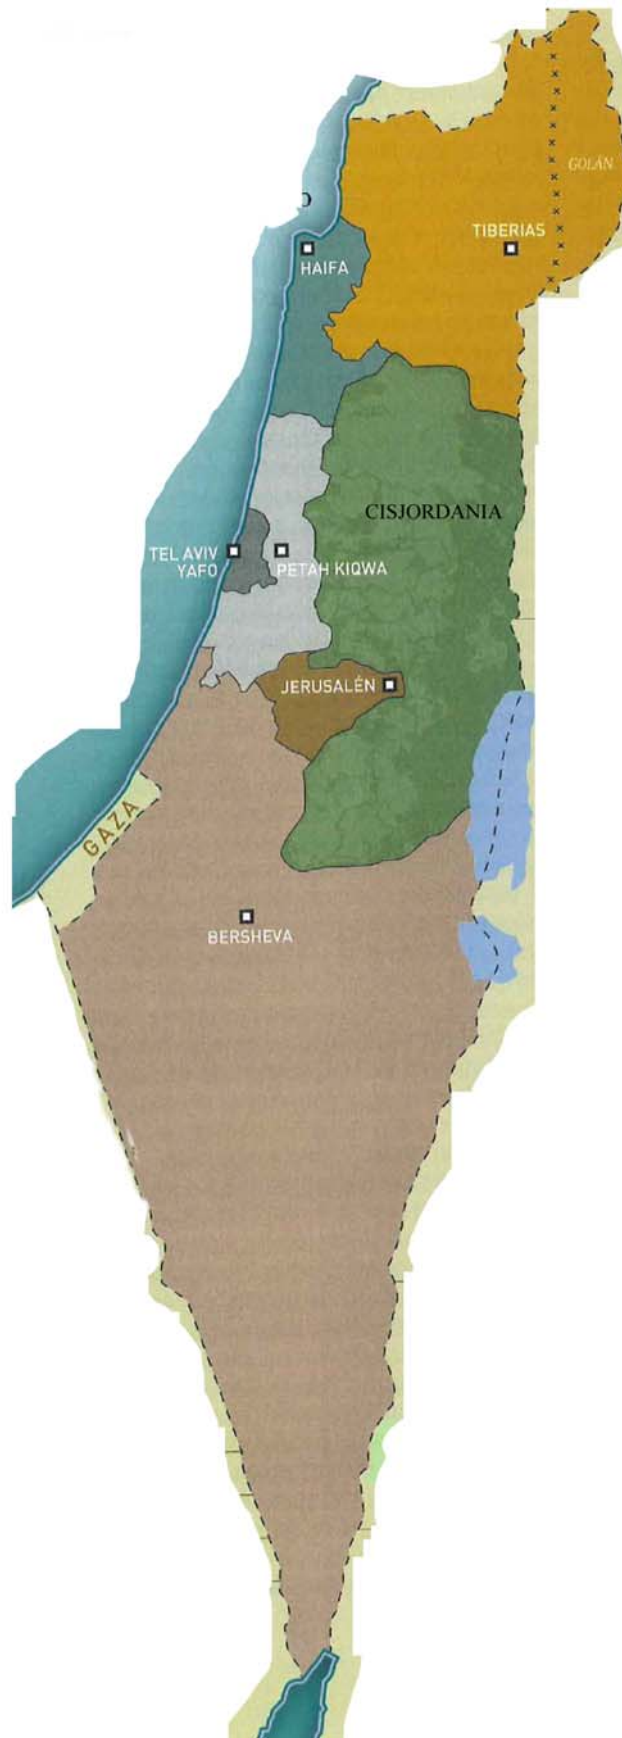 GOLÁN
TIBERIAS
HAIFA
CISJORDANIA
TEL AVIV
YAFO
PETAH KIQWA
JERUSALÉN
GAZA
BERSHEVA